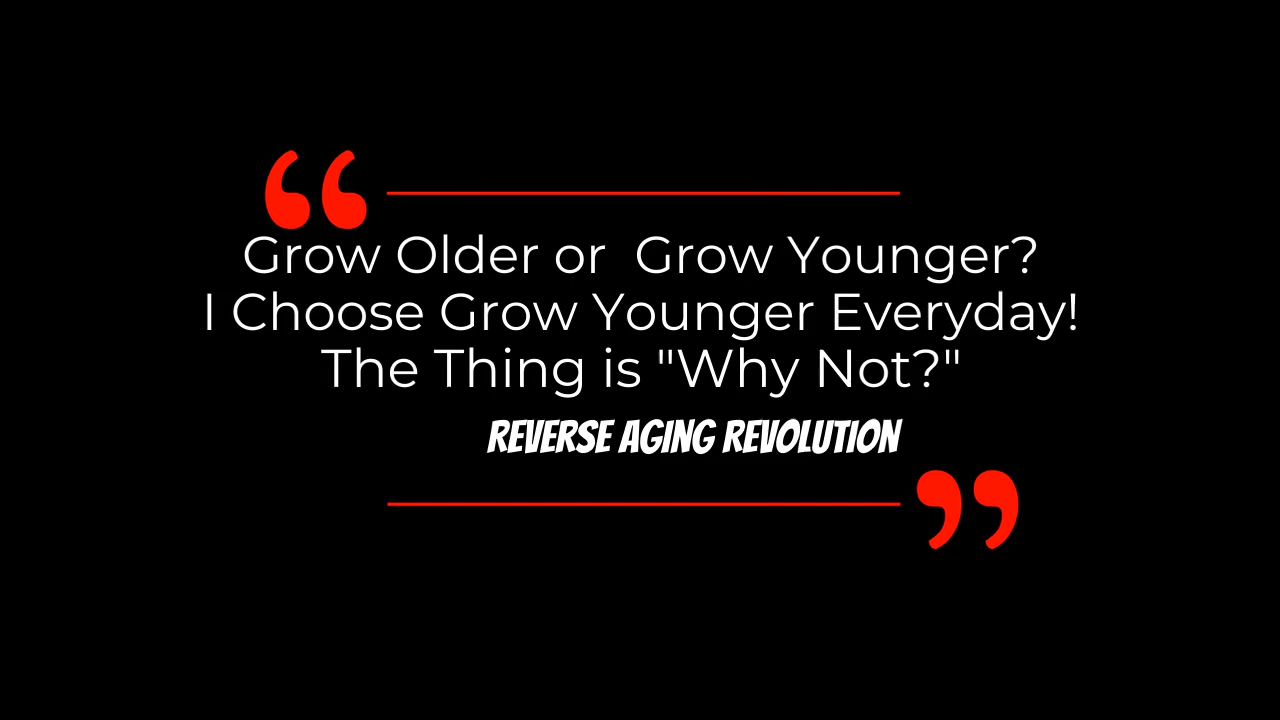 “
Grow Older or  Grow Younger?
I Choose Grow Younger Everyday!
The Thing is "Why Not?"
REVERSE AGING REVOLUTION
”